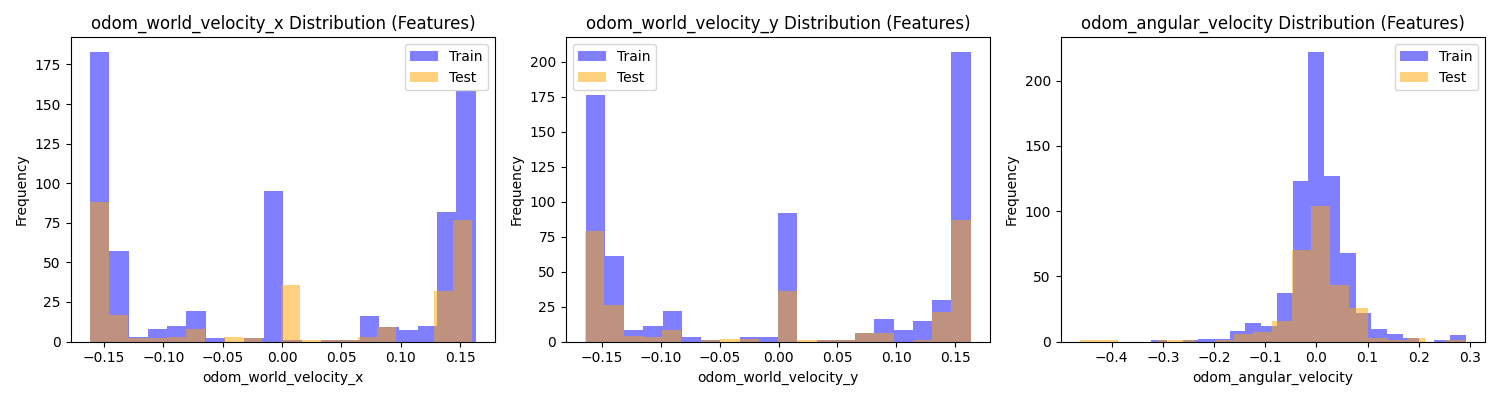 odom_world_velocity_x Distribution (Features)
Frequency
175
150
125
100
75
50
25
0
Train
Test
−0.15
−0.10
−0.05
0.00
0.05
0.10
0.15
odom_world_velocity_x
odom_world_velocity_y Distribution (Features)
Frequency
200
175
150
125
100
75
50
25
0
Train
Test
−0.15
−0.10
−0.05
0.00
0.05
0.10
0.15
odom_world_velocity_y
odom_angular_velocity Distribution (Features)
Frequency
200
150
100
50
0
Train
Test
−0.4
−0.3
−0.2
−0.1
0.0
0.1
0.2
0.3
odom_angular_velocity